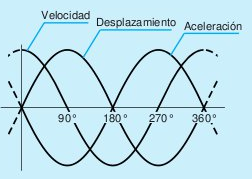 Velocidad
Desplazamiento
Aceleración
90° 180° 270° 360°